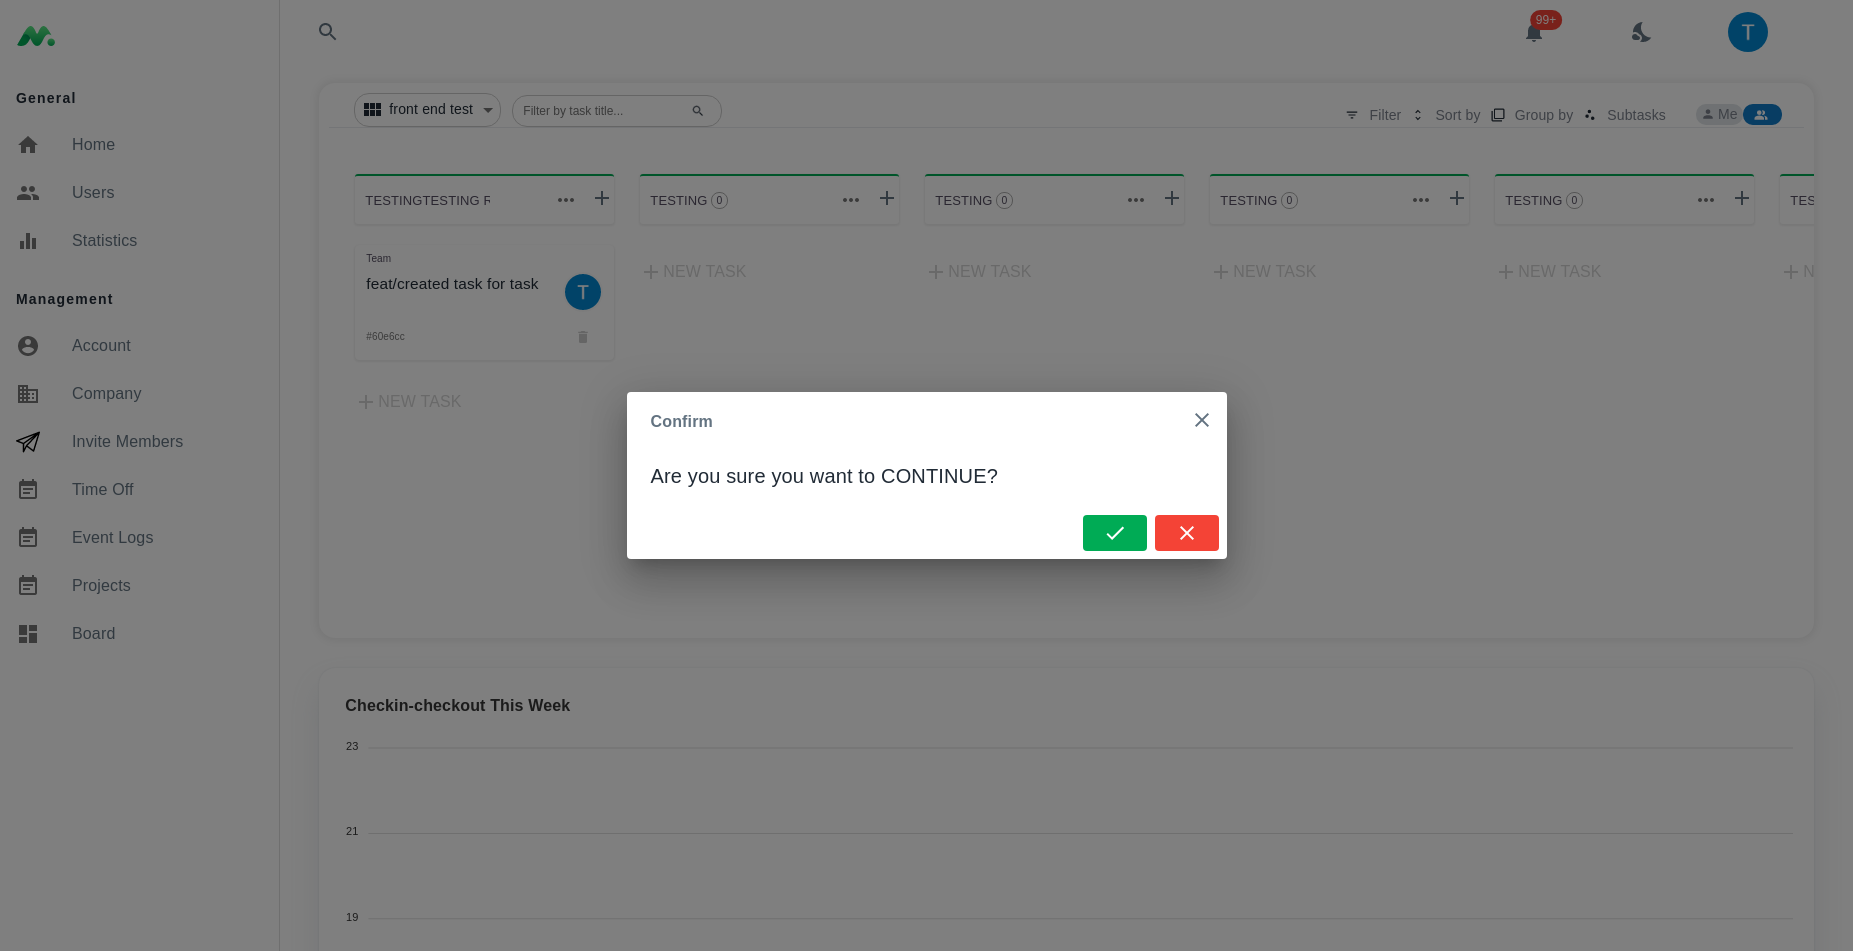 General
Home
Users
Statistics
Management
Account
Company
Invite Members
Time Off
Event Logs
Projects
Board
99+
T
front end test
Filter by task title...
Filter
Sort by
Group by
Subtasks
Me
TESTINGTESTING R
TESTING 0
TESTING 0
TESTING 0
TESTING 0
TES
Team
feat/created task for task
T
#60e6cc
NEW TASK
NEW TASK
NEW TASK
NEW TASK
NEW TASK
N
Confirm
Are you sure you want to CONTINUE?
Checkin-checkout This Week
23
21
19